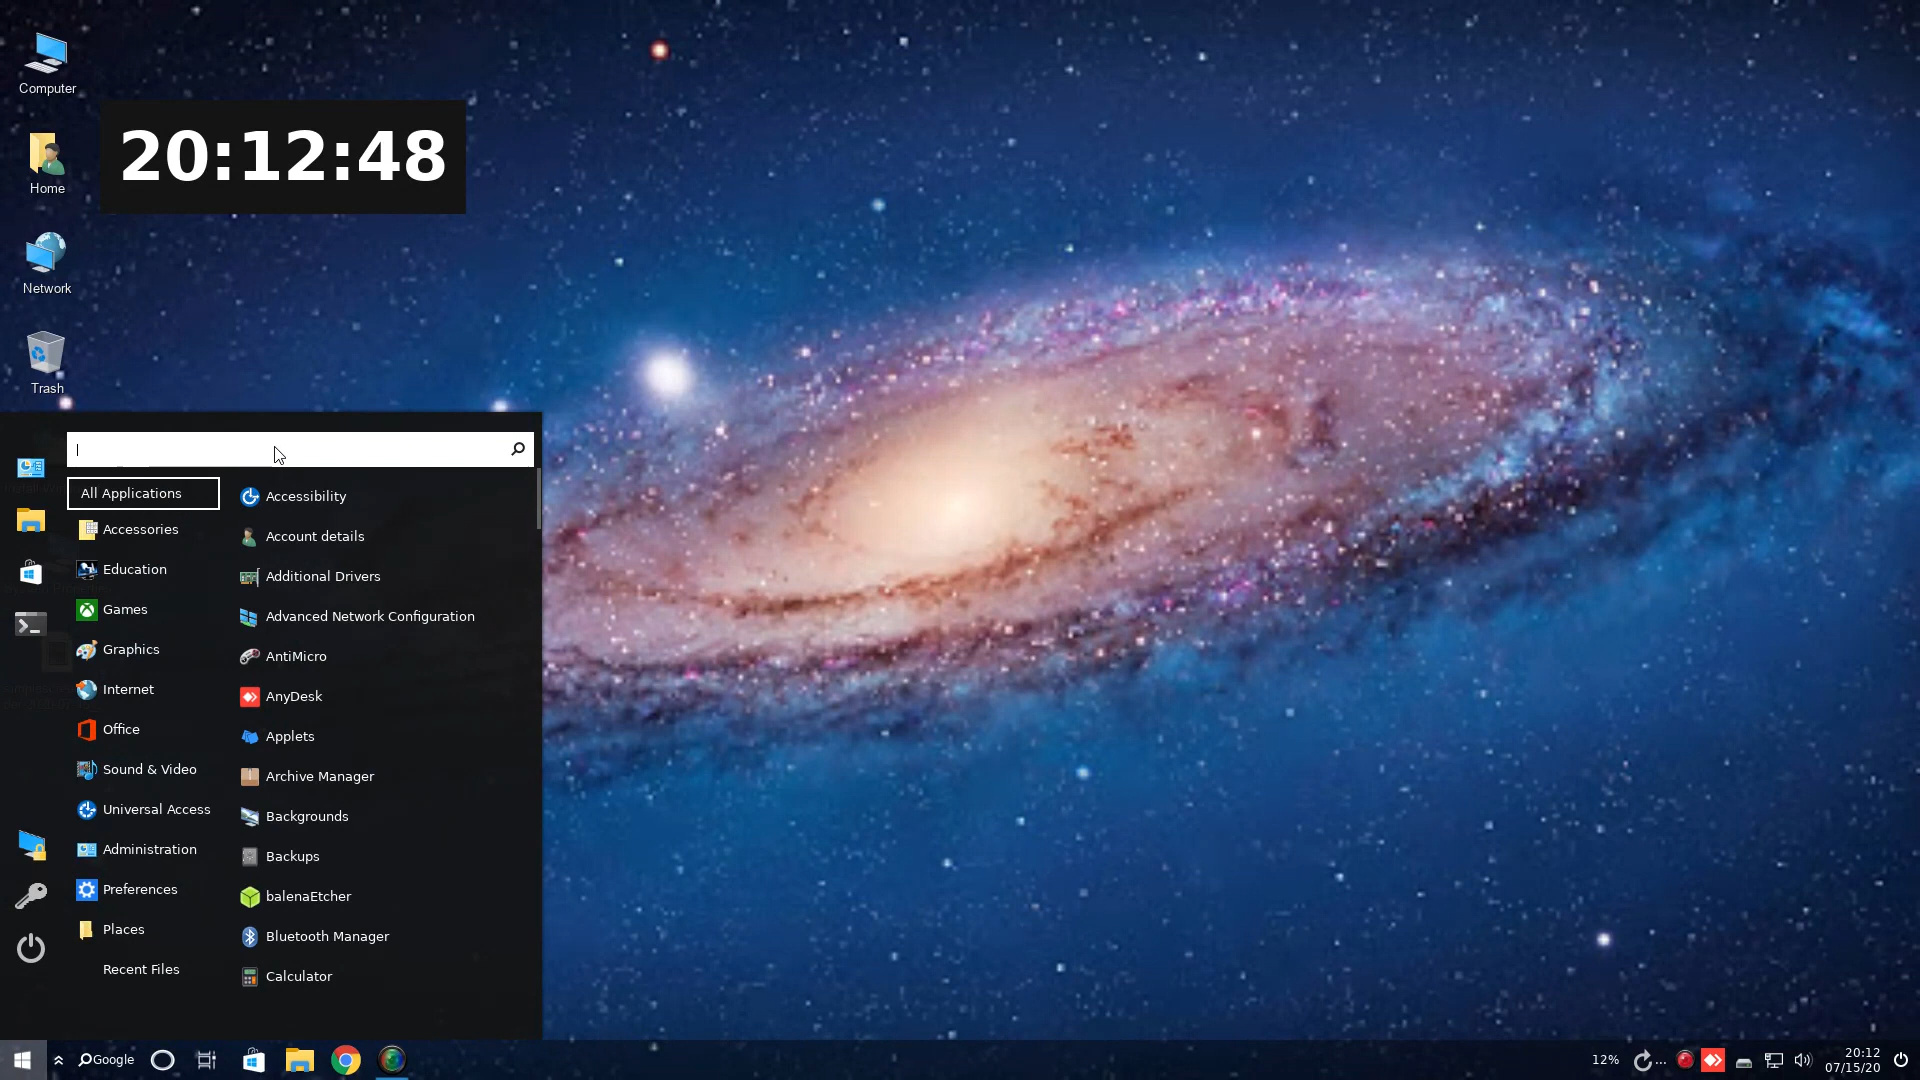 Computer
20:12:48
Home
Network
Trash
All Applications
Accessories
Education
Games
Graphics
Internet
Office
Sound & Video
Universal Access
Administration
Preferences
Places
Recent Files
Accessibility
Account details
Additional Drivers
Advanced Network Configuration
AntiMicro
AnyDesk
Applets
Archive Manager
Backgrounds
Backups
balenaEtcher
Bluetooth Manager
Calculator
Google
12%
...
20:12
07/15/20